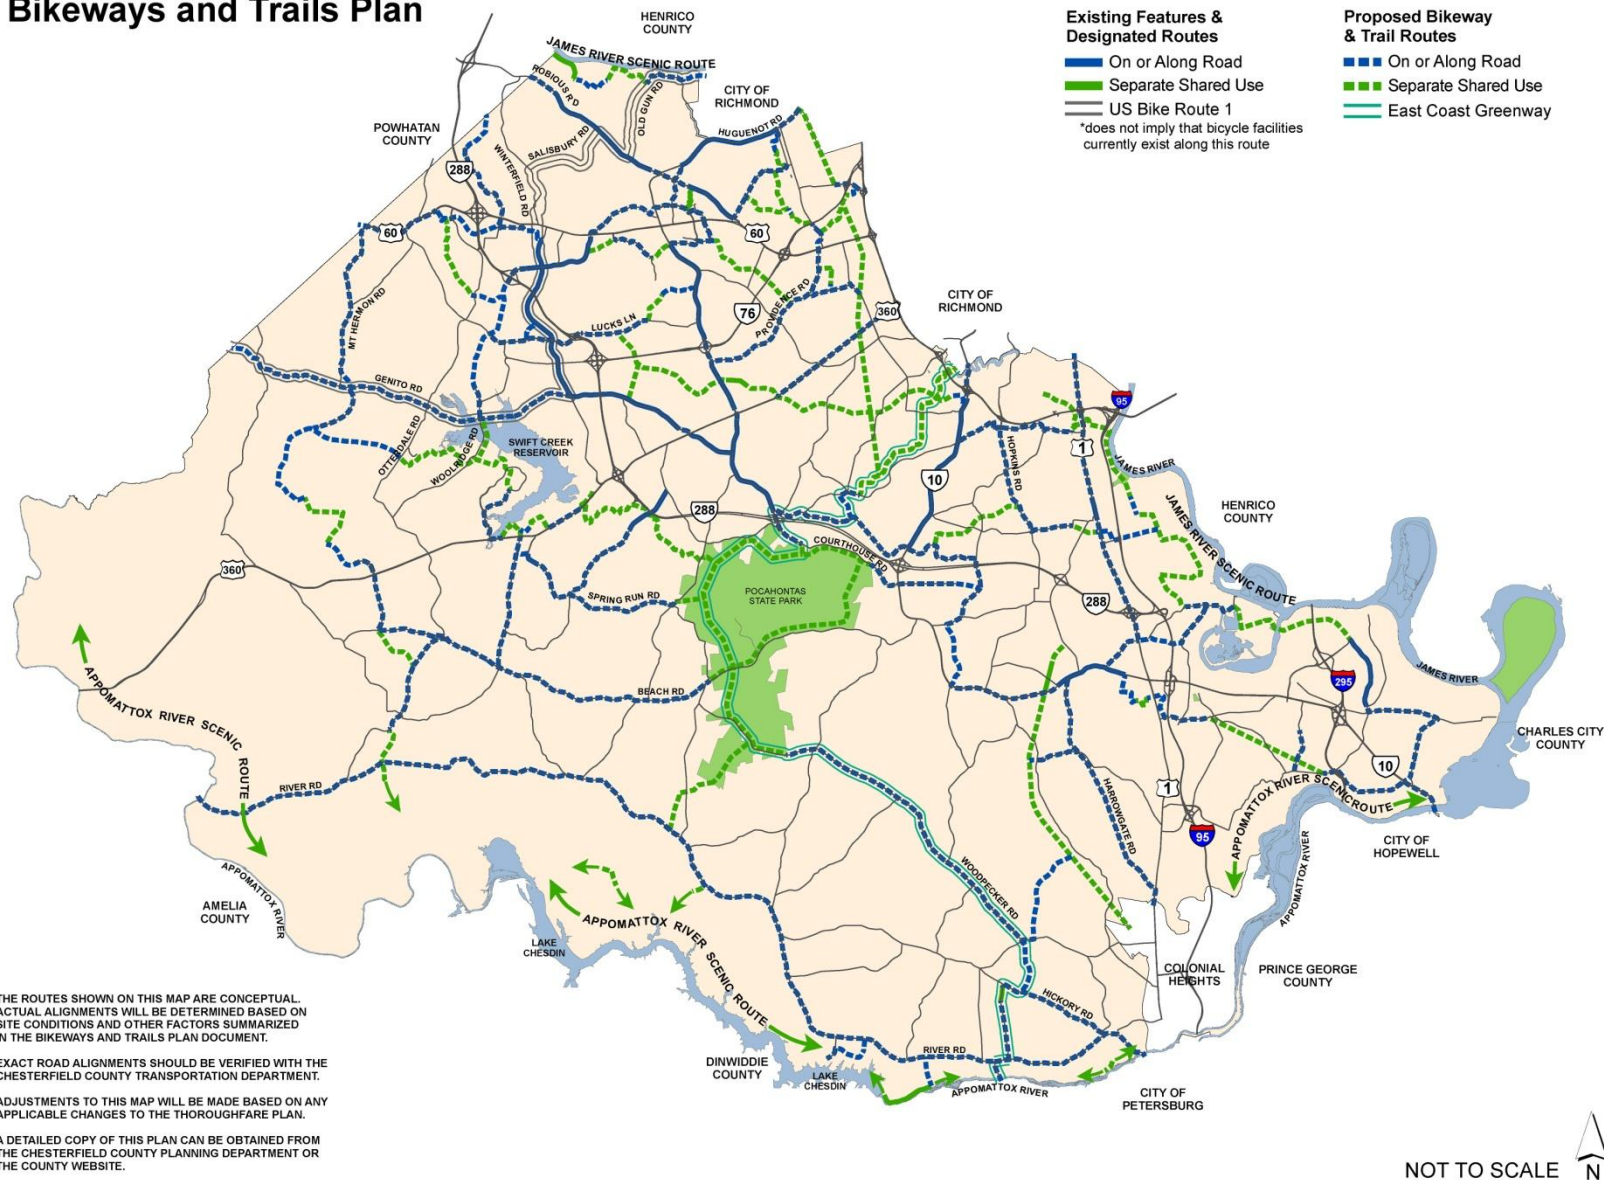 Bikeways and Trails Plan
Existing Features &
Designated Routes
On or Along Road
Separate Shared Use
US Bike Route 1
*does not imply that bicycle facilities
currently exist along this route
Proposed Bikeway
& Trail Routes
On or Along Road
Separate Shared Use
East Coast Greenway
HENRICO
COUNTY
JAMES RIVER SCENIC ROUTE
ROBIOUS RD
OLD GUN RD
CITY OF
RICHMOND
HUGUENOT RD
POWHATAN
COUNTY
SALISBURY RD
WINTERFIELD RD
288
60
60
MT HERMON RD
76
PROVIDENCE RD
360
CITY OF
RICHMOND
LUCKS LN
GENITO RD
95
OTTERDALE RD
WOOLRIDGE RD
SWIFT CREEK
RESERVOIR
HOPKINS RD
1
JAMES RIVER
10
288
HENRICO
COUNTY
JAMES RIVER SCENIC ROUTE
COURTHOUSE RD
360
SPRING RUN RD
POCAHONTAS
STATE PARK
288
BEACH RD
JAMES RIVER
295
APPOMATTOX RIVER SCENIC ROUTE
CHARLES CITY
COUNTY
10
RIVER RD
1
HARROWGATE RD
APPOMATTOX RIVER SCENIC ROUTE
95
CITY OF
HOPEWELL
APPOMATTOX RIVER
AMELIA
COUNTY
APPOMATTOX RIVER
WOODPECKER RD
APPOMATTOX RIVER SCENIC ROUTE
LAKE
CHESDIN
COLONIAL
HEIGHTS
PRINCE GEORGE
COUNTY
HICKORY RD
RIVER RD
DINWIDDIE
COUNTY
LAKE
CHESDIN
APPOMATTOX RIVER
CITY OF
PETERSBURG
THE ROUTES SHOWN ON THIS MAP ARE CONCEPTUAL.
ACTUAL ALIGNMENTS WILL BE DETERMINED BASED ON
SITE CONDITIONS AND OTHER FACTORS SUMMARIZED
IN THE BIKEWAYS AND TRAILS PLAN DOCUMENT.
EXACT ROAD ALIGNMENTS SHOULD BE VERIFIED WITH THE
CHESTERFIELD COUNTY TRANSPORTATION DEPARTMENT.
ADJUSTMENTS TO THIS MAP WILL BE MADE BASED ON ANY
APPLICABLE CHANGES TO THE THOROUGHFARE PLAN.
A DETAILED COPY OF THIS PLAN CAN BE OBTAINED FROM
THE CHESTERFIELD COUNTY PLANNING DEPARTMENT OR
THE COUNTY WEBSITE.
NOT TO SCALE
N